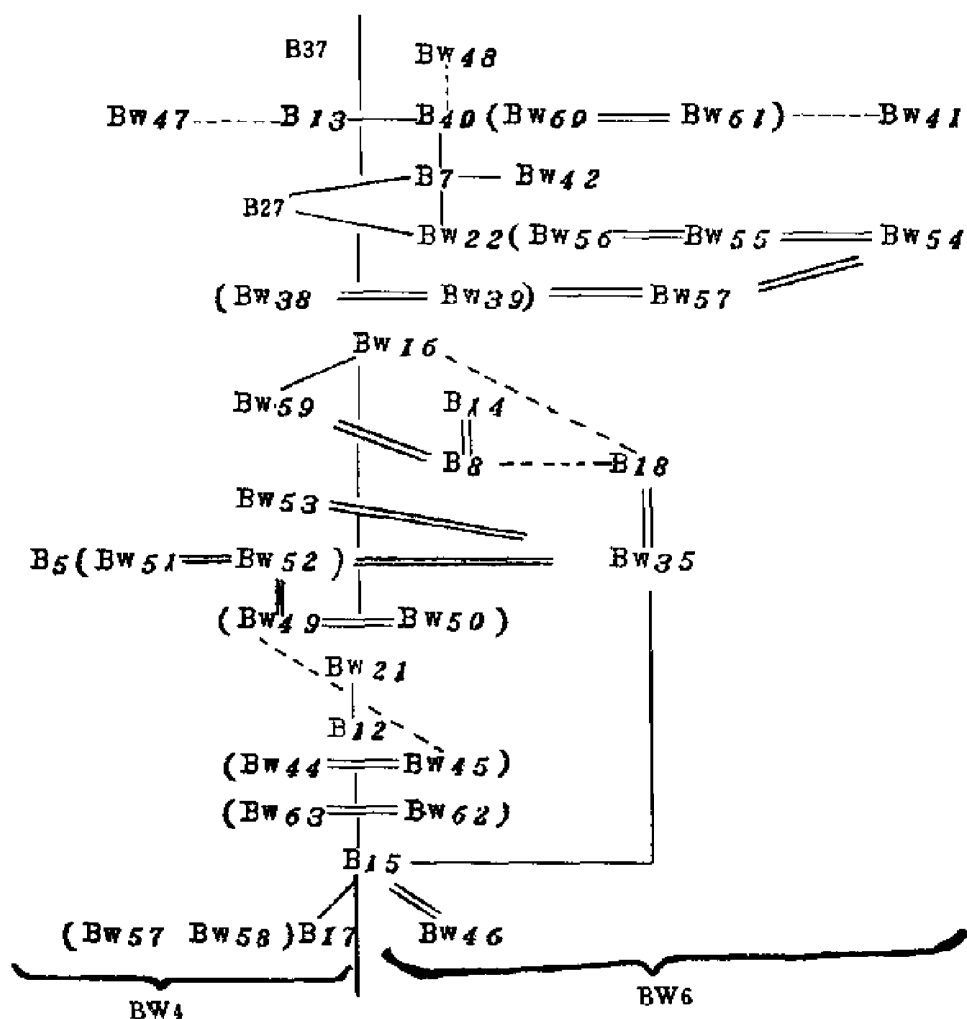 B37
Bw48
Bw47 B13 B40 (Bw60 Bw61) Bw41
B7 Bw42
B27
Bw22(Bw56 Bw55 Bw54
(Bw38 Bw39) Bw57
Bw16
Bw59 B14
B8 B18
Bw53
B5(Bw51 Bw52) Bw35
(Bw49 Bw50)
Bw21
B12
(Bw44 Bw45)
(Bw63 Bw62)
B15
(Bw57 Bw58)B17 Bw46
BW4 BW6